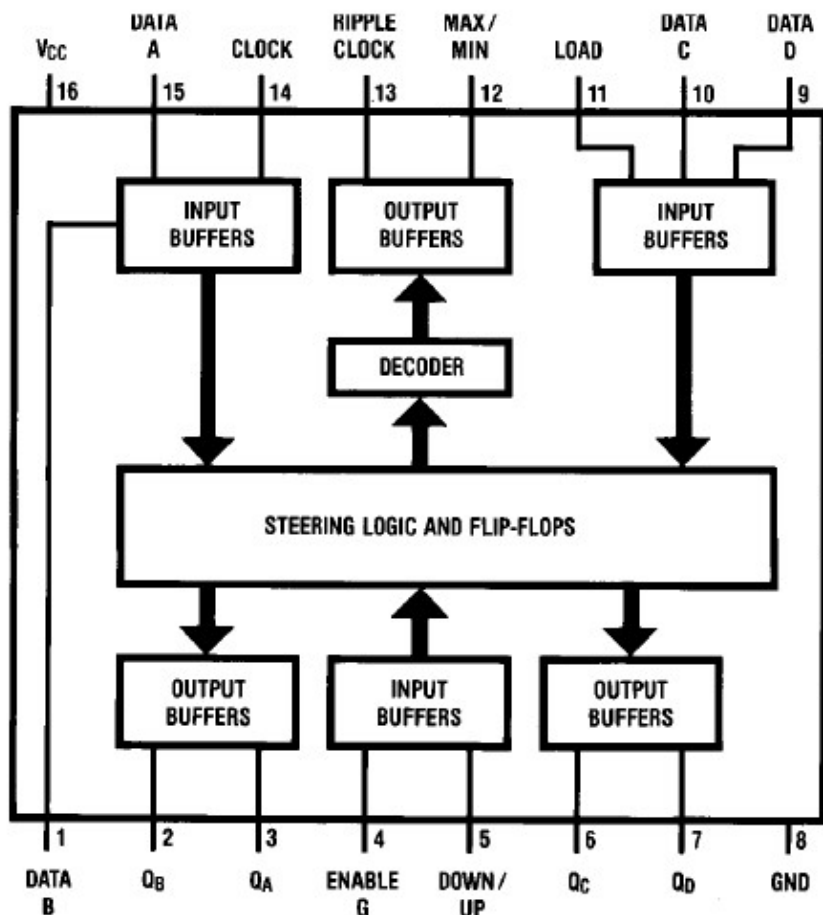 DATA A
VCC
CLOCK
RIPPLE CLOCK
MAX/ MIN
LOAD
DATA C
DATA D
16
15
14
13
12
11
10
9
INPUT BUFFERS
OUTPUT BUFFERS
INPUT BUFFERS
DECODER
STEERING LOGIC AND FLIP-FLOPS
OUTPUT BUFFERS
INPUT BUFFERS
OUTPUT BUFFERS
1
2
3
4
5
6
7
8
DATA B
QB
QA
ENABLE G
DOWN/ UP
QC
QD
GND